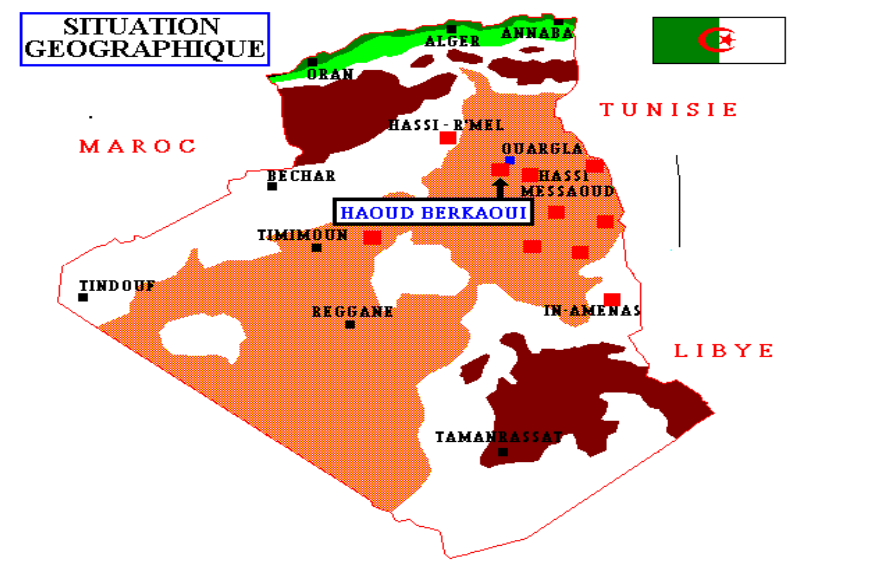 SITUATION
GEOGRAPHIQUE
ALGER
ANNABA
ORAN
TUNISIE
HASSI-R'MEL
MAROC
OUARGLA
BECHAR
HASSI
MESSAOUD
HAOUD BERKAOUI
TIMIMOUN
TINDOUF
REGGANE
IN-AMENAS
LIBYE
TAMANRASSAT